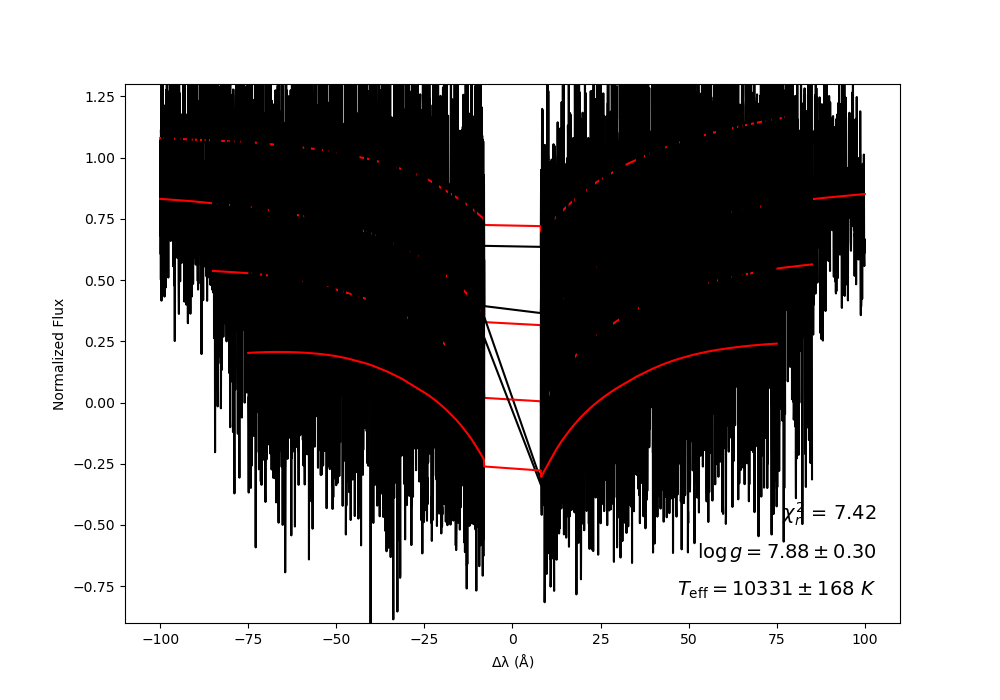 1.25
1.00
0.75
0.50
0.25
0.00
−0.25
−0.50
−0.75
Normalized Flux
χ²ᵣ = 7.42
log g = 7.88 ± 0.30
T_eff = 10331 ± 168 K
−100 −75 −50 −25 0 25 50 75 100
Δλ (Å)